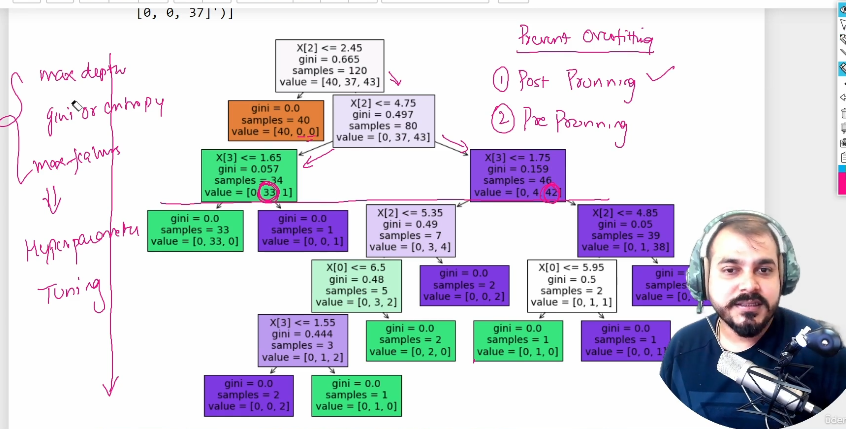 [0, 0, 37]')]
Prevent Overfitting
① Post Prunning ✓
② Pre Prunning
max depth
gini or entropy
max-features
Hyperparameter
Tuning
X[2] <= 2.45
gini = 0.665
samples = 120
value = [40, 37, 43]
gini = 0.0
samples = 40
value = [40, 0, 0]
X[2] <= 4.75
gini = 0.497
samples = 80
value = [0, 37, 43]
X[3] <= 1.65
gini = 0.057
samples = 34
value = [0, 33, 1]
X[3] <= 1.75
gini = 0.159
samples = 46
value = [0, 4, 42]
gini = 0.0
samples = 33
value = [0, 33, 0]
gini = 0.0
samples = 1
value = [0, 0, 1]
X[2] <= 5.35
gini = 0.49
samples = 7
value = [0, 3, 4]
X[2] <= 4.85
gini = 0.05
samples = 39
value = [0, 1, 38]
X[0] <= 6.5
gini = 0.48
samples = 5
value = [0, 3, 2]
gini = 0.0
samples = 2
value = [0, 0, 2]
X[0] <= 5.95
gini = 0.5
samples = 2
value = [0, 1, 1]
gini =
samples
value = [0,
X[3] <= 1.55
gini = 0.444
samples = 3
value = [0, 1, 2]
gini = 0.0
samples = 2
value = [0, 2, 0]
gini = 0.0
samples = 1
value = [0, 1, 0]
gini = 0.0
samples = 1
value = [0, 0, 1]
gini = 0.0
samples = 2
value = [0, 0, 2]
gini = 0.0
samples = 1
value = [0, 1, 0]